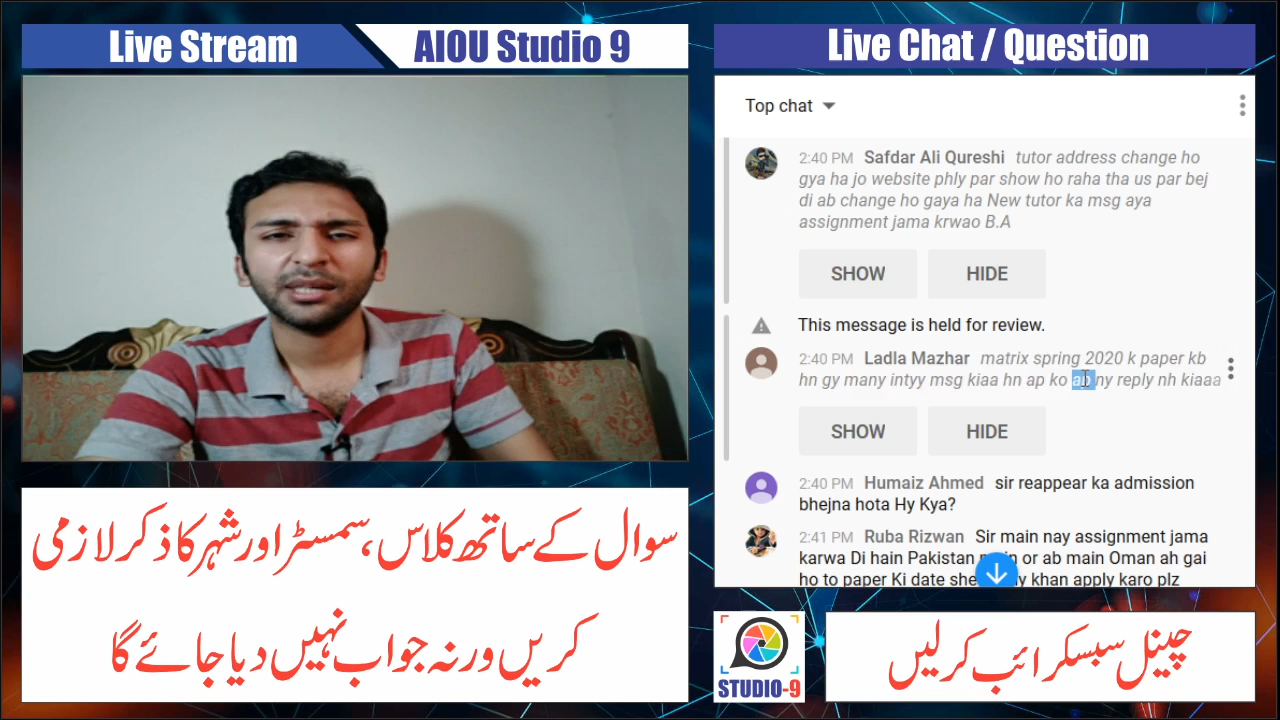 Live Stream
AIOU Studio 9
Live Chat / Question
Top chat
2:40 PM Safdar Ali Qureshi tutor address change ho
gya ha jo website phly par show ho raha tha us par bej
di ab change ho gaya ha New tutor ka msg aya
assignment jama krwao B.A
SHOW HIDE
This message is held for review.
2:40 PM Ladla Mazhar matrix spring 2020 k paper kb
hn gy many intyy msg kiaa hn ap ko ab ny reply nh kiaaa
SHOW HIDE
2:40 PM Humaiz Ahmed sir reappear ka admission
bhejna hota Hy Kya?
2:41 PM Ruba Rizwan Sir main nay assignment jama
karwa Di hain Pakistan or ab main Oman ah gai
ho to paper Ki date khan apply karo plz
سوال کے ساتھ کلاس، سمسٹر اور شہر کا ذکر لازمی
کریں ورنہ جواب نہیں دیا جائے گا
STUDIO-9
چینل سبسکرائب کر لیں